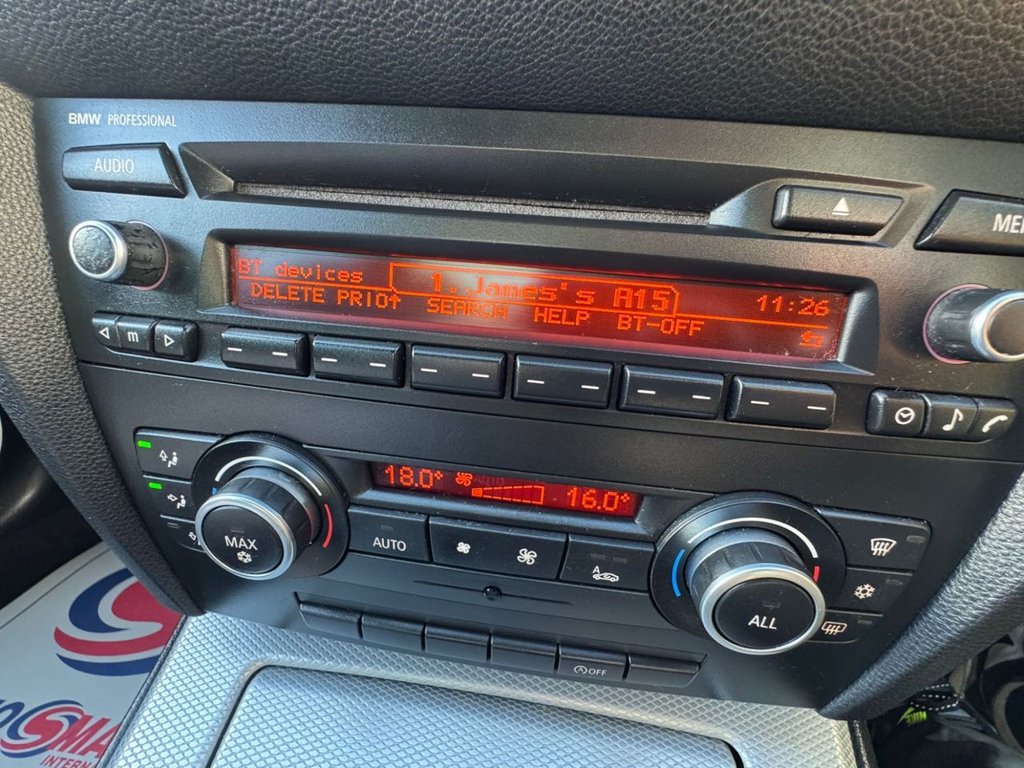 BMW PROFESSIONAL
AUDIO
BT devices 1. James's A15 11:26
DELETE PRIO↑ SEARCH HELP BT-OFF
m
18.0° 16.0°
MAX
AUTO
A
ALL
OFF